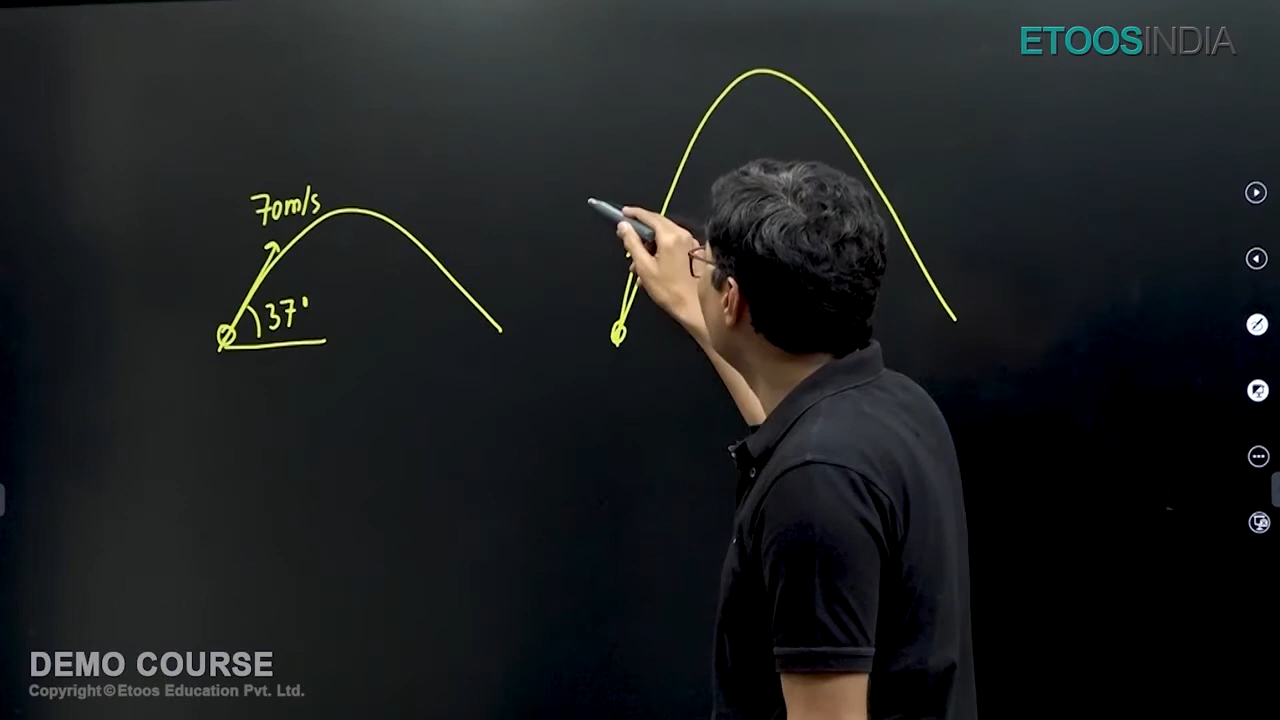 ETOOSINDIA
70m/s
37°
DEMO COURSE
Copyright © Etoos Education Pvt. Ltd.